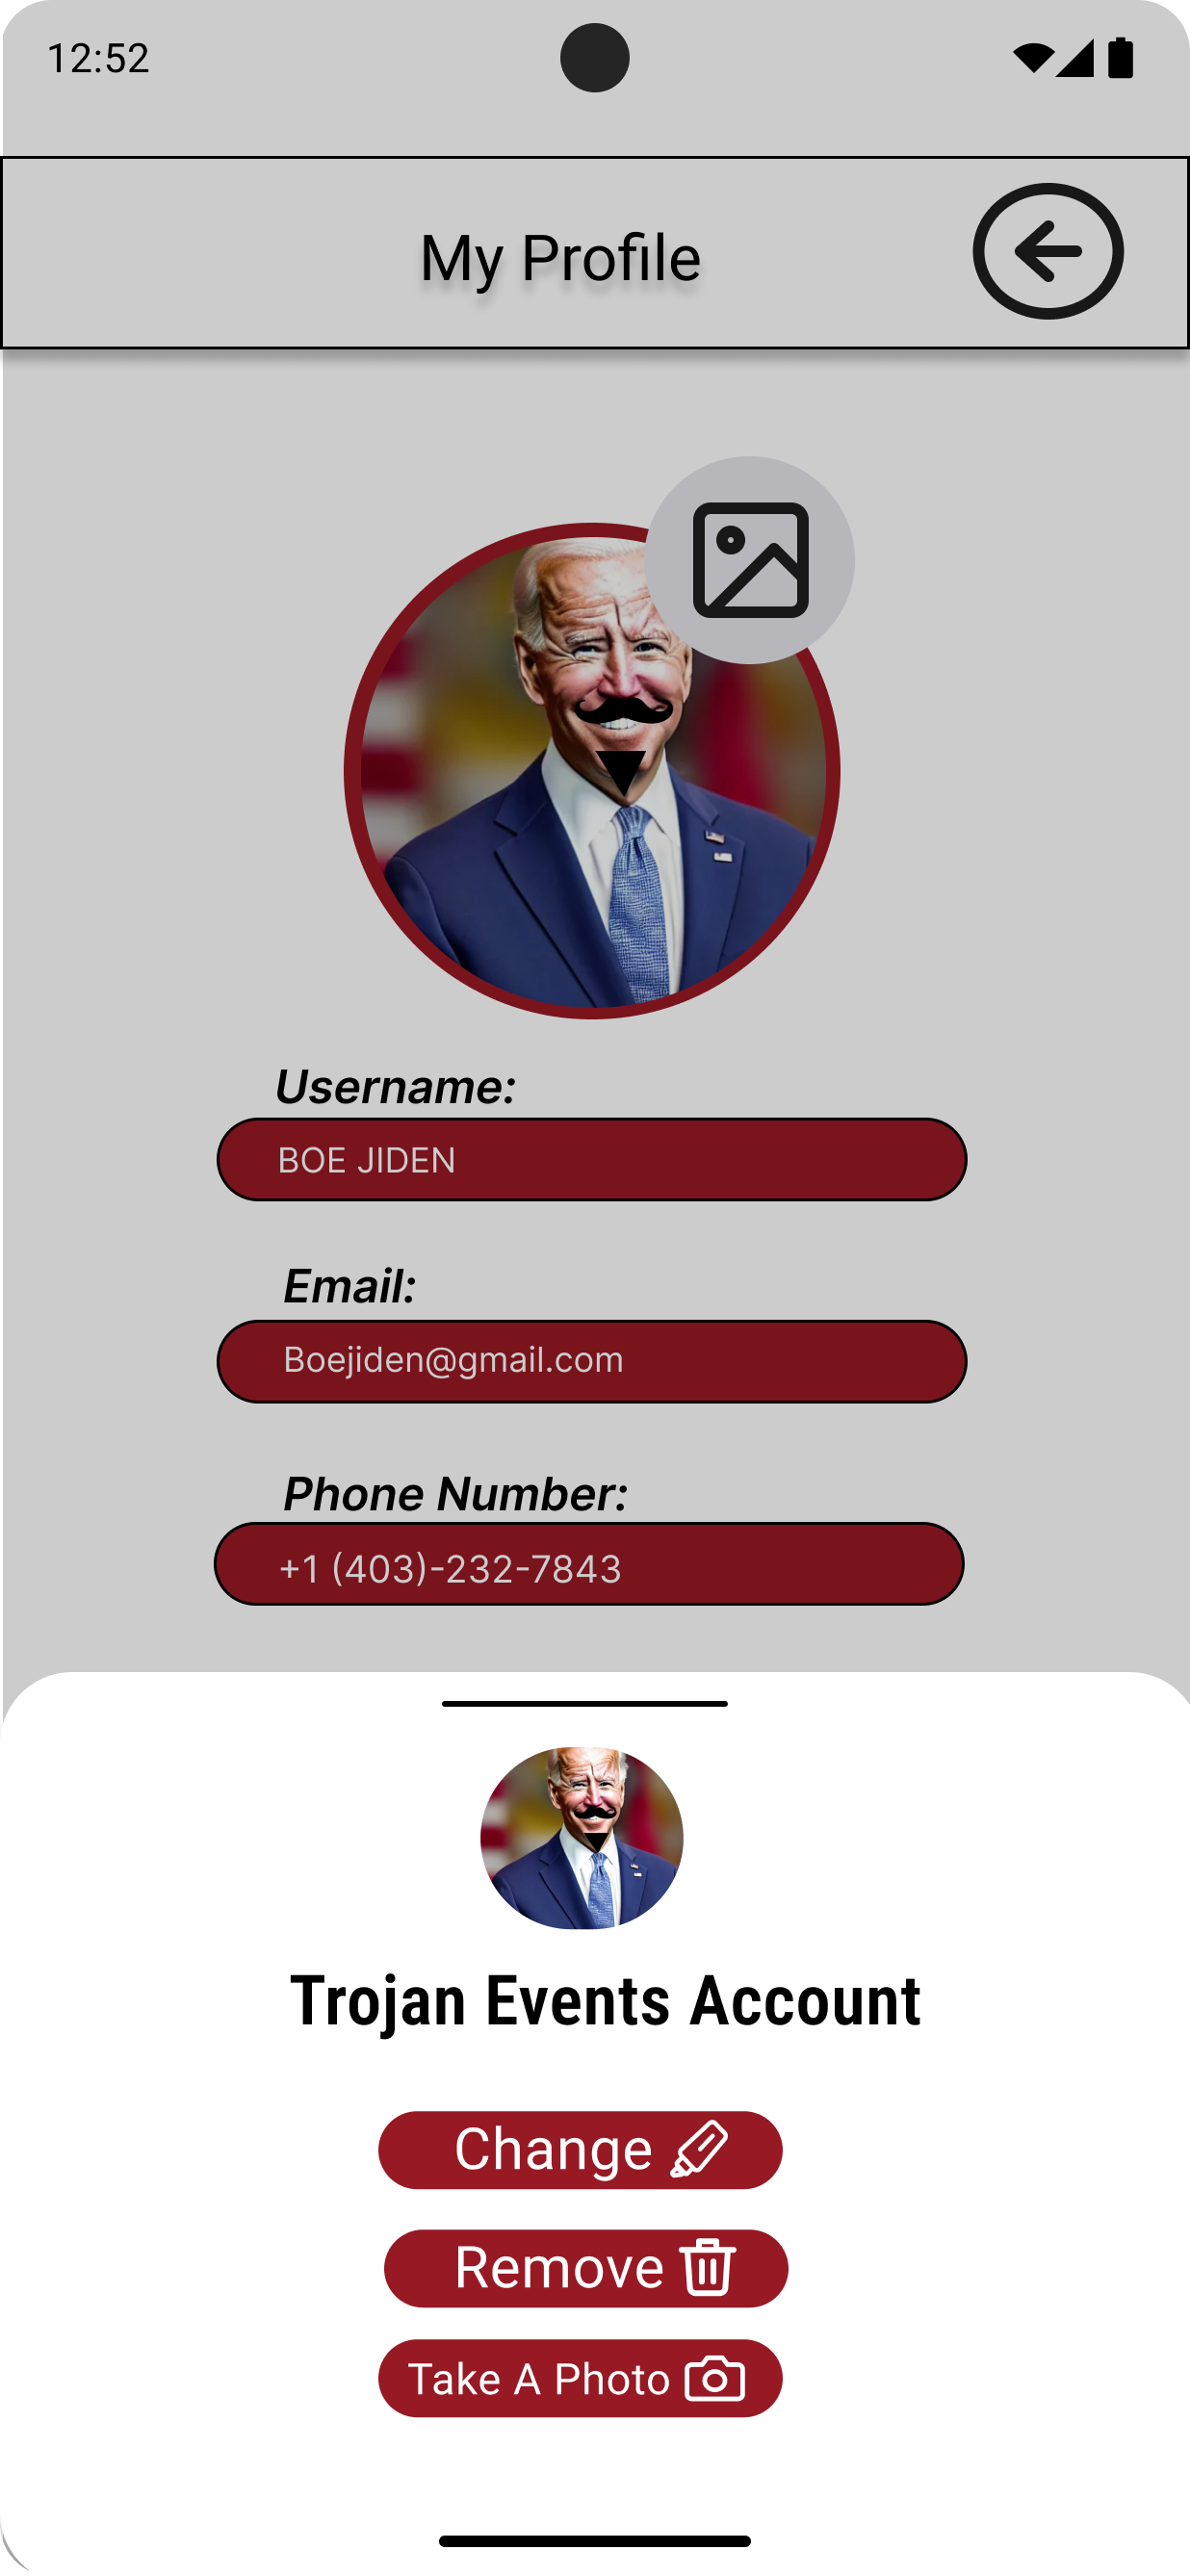 12:52
My Profile
Username:
BOE JIDEN
Email:
Boejiden@gmail.com
Phone Number:
+1 (403)-232-7843
Trojan Events Account
Change
Remove
Take A Photo